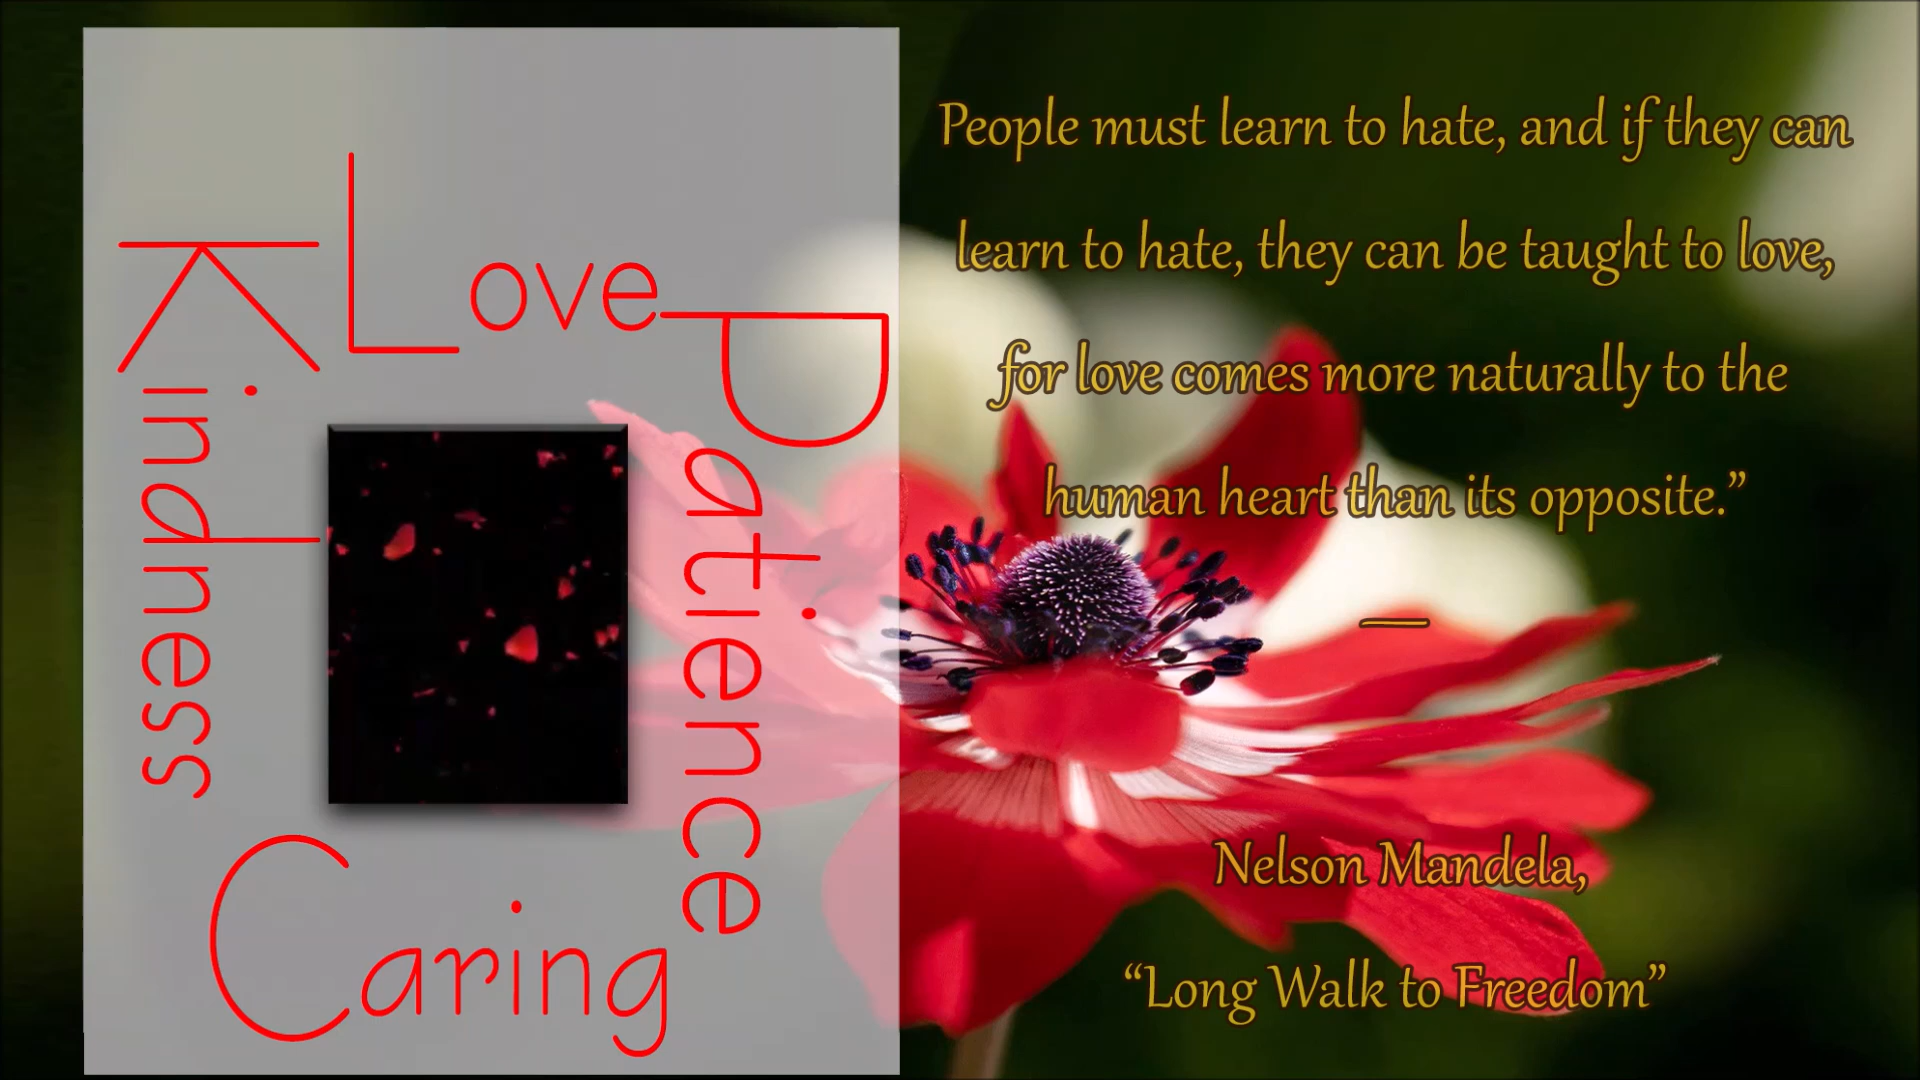 Love
Kindness
Patience
Caring
People must learn to hate, and if they can
learn to hate, they can be taught to love,
for love comes more naturally to the
human heart than its opposite.”
—
Nelson Mandela,
“Long Walk to Freedom”